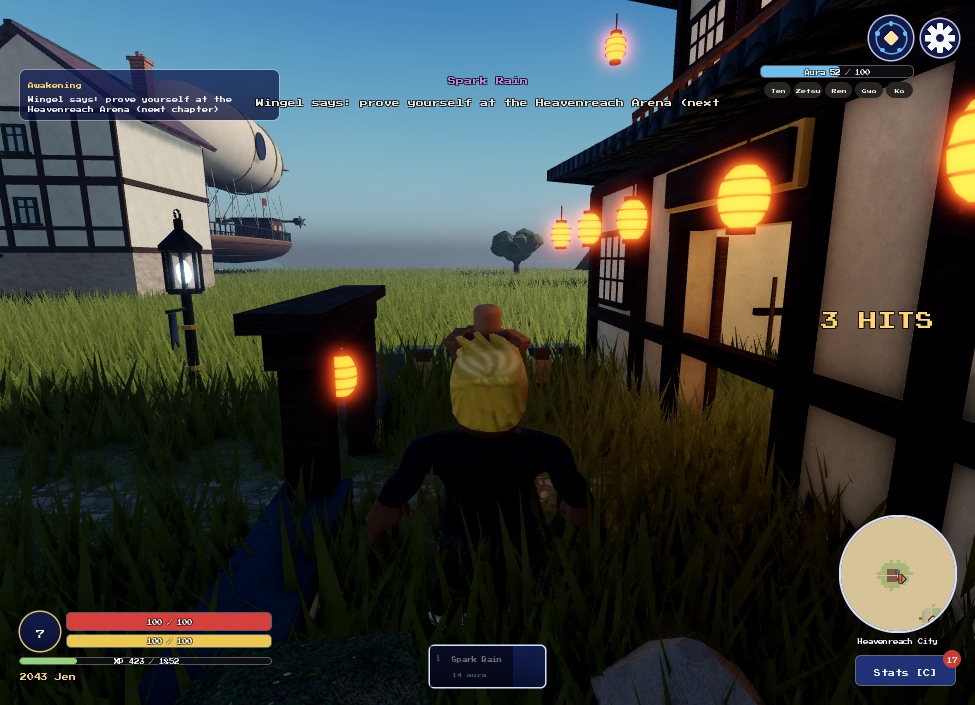 Awakening
Wingel says: prove yourself at the
Heavenreach Arena (next chapter)
Spark Rain
Wingel says: prove yourself at the Heavenreach Arena (next
Aura 52 / 100
Ten Zetsu Ren Gyo Ko
3 HITS
Heavenreach City
17
Stats [C]
7
100 / 100
100 / 100
XP 423 / 1852
2043 Jen
1 Spark Rain
14 aura